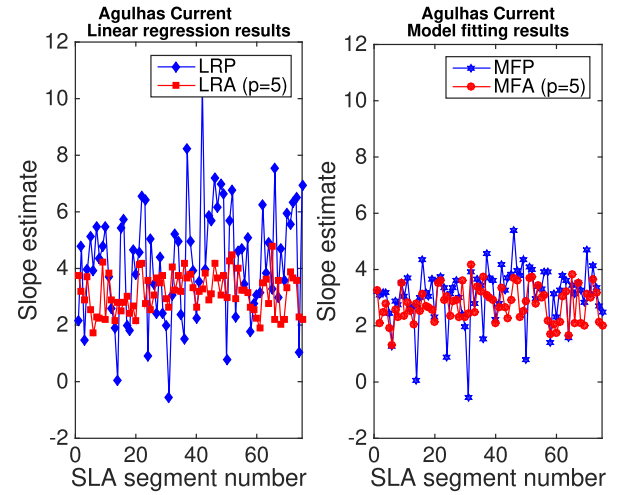 Agulhas Current
Linear regression results
12
10
8
6
4
2
0
-2
0
20
40
60
Slope estimate
SLA segment number
LRP
LRA (p=5)
Agulhas Current
Model fitting results
12
10
8
6
4
2
0
-2
0
20
40
60
Slope estimate
SLA segment number
MFP
MFA (p=5)